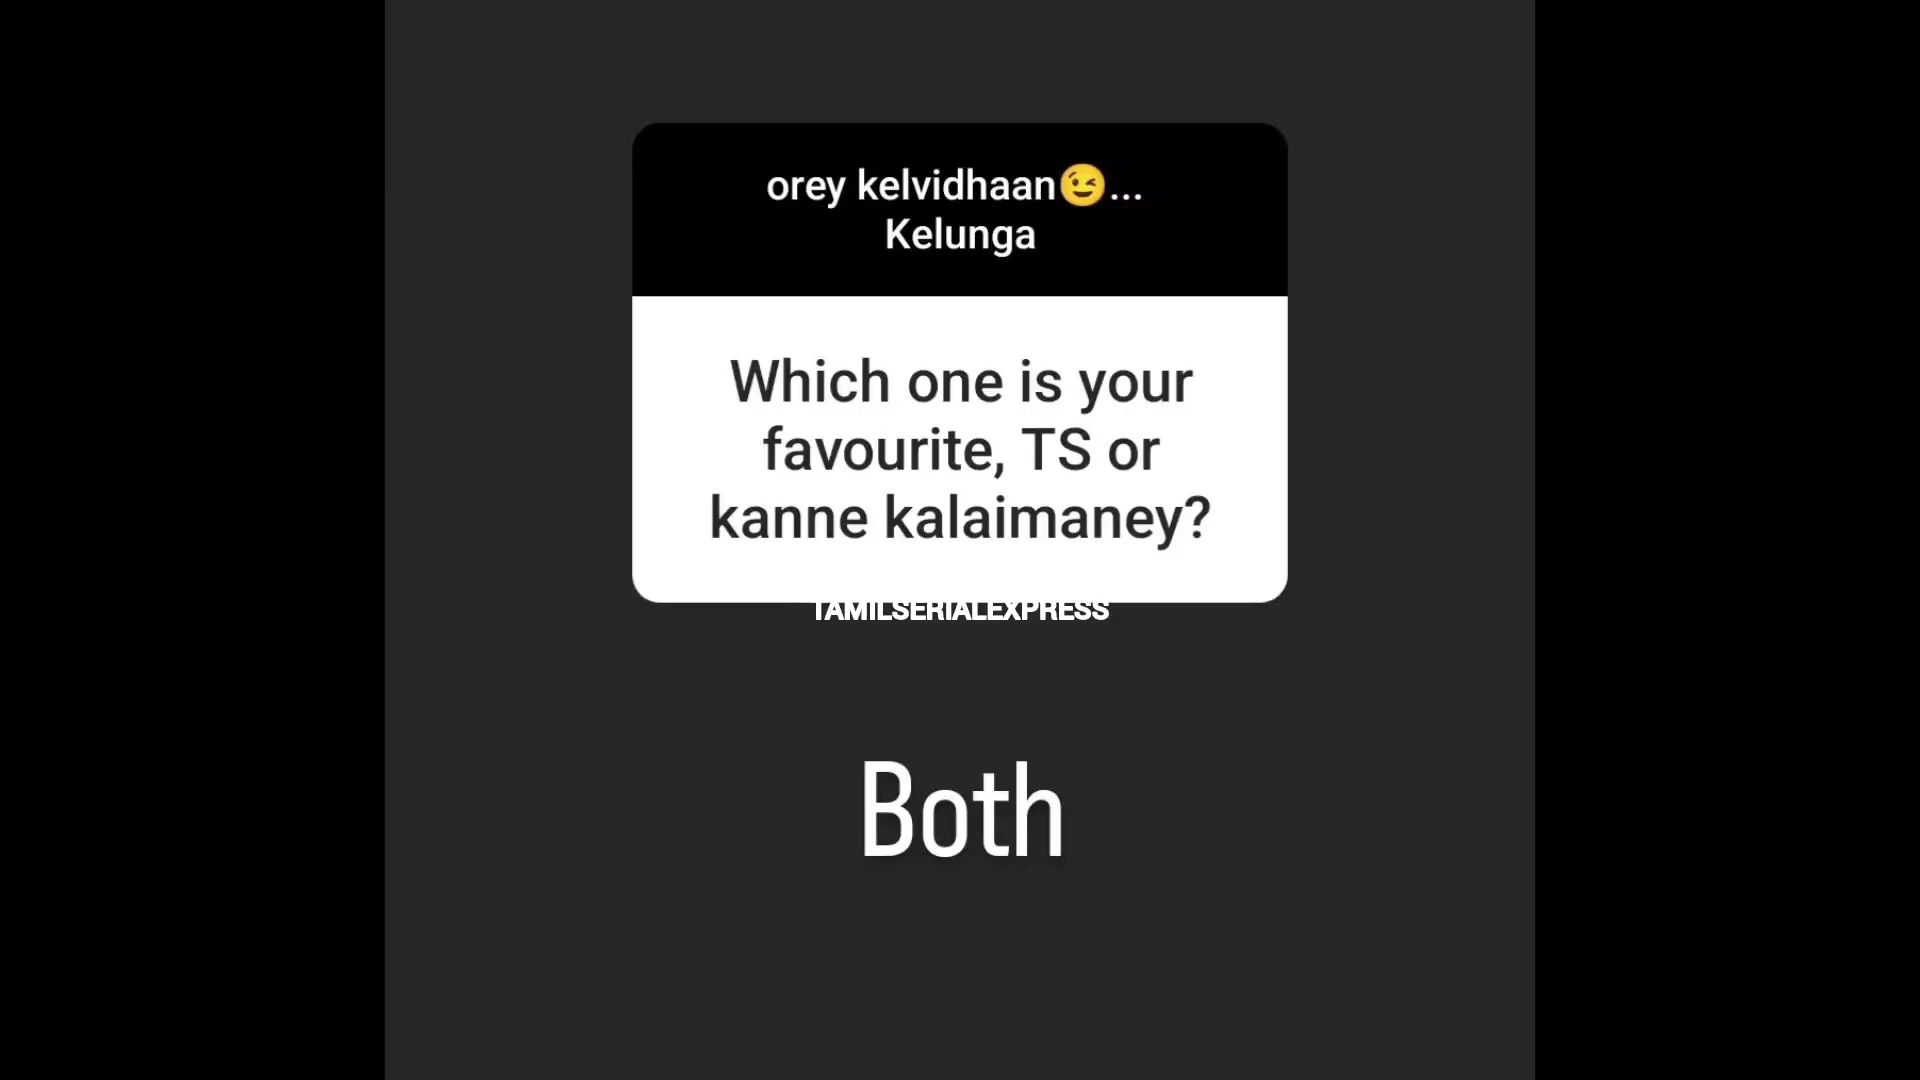 orey kelvidhaan😉...
Kelunga
Which one is your
favourite, TS or
kanne kalaimaney?
TAMILSERIALEXPRESS
Both